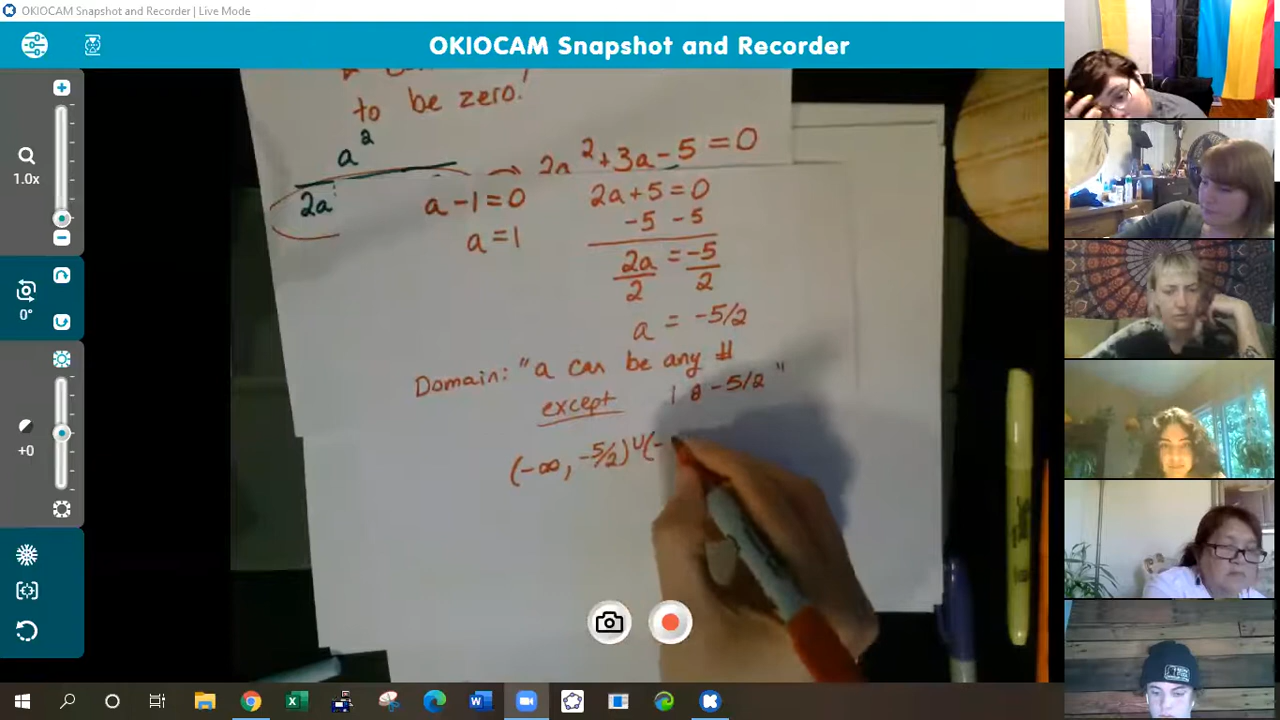 OKIOCAM Snapshot and Recorder | Live Mode
OKIOCAM Snapshot and Recorder
1.0x
0°
+0
to be zero!
a²
2a
2a²+3a-5=0
a-1=0
2a+5=0
-5 -5
a=1
2a/2 = -5/2
a = -5/2
Domain: "a can be any #
except 1 & -5/2"
(-∞, -5/2)∪(-